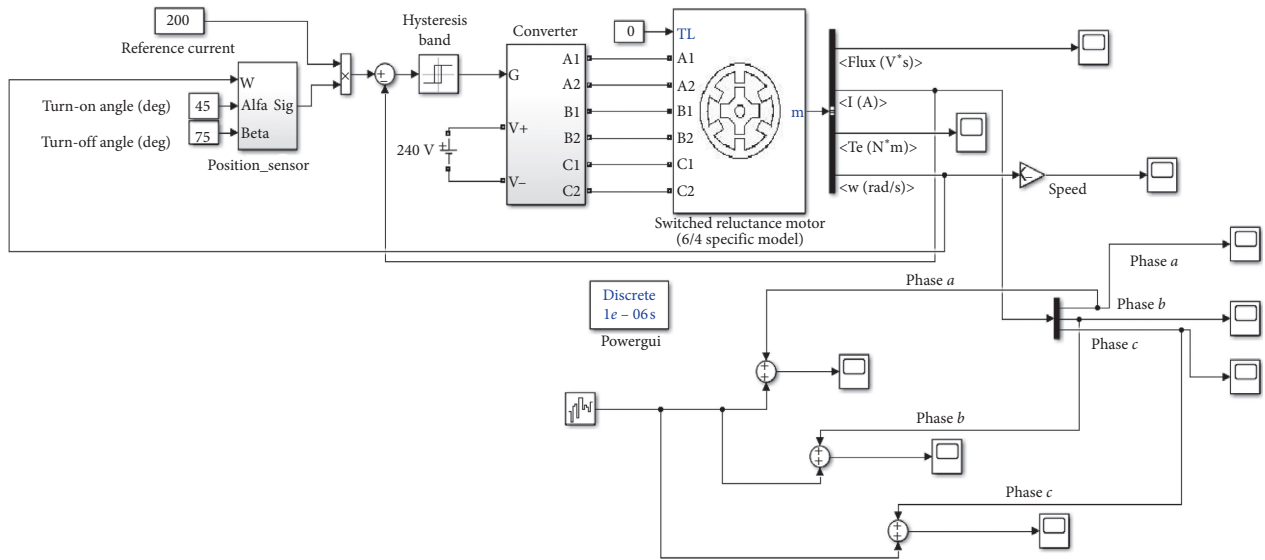 200
Reference current
Turn-on angle (deg)
45
Turn-off angle (deg)
75
W
Alfa Sig
Beta
Position_sensor
×
+
−
Hysteresis
band
Converter
G
V+
V−
A1
A2
B1
B2
C1
C2
240 V
+
0
TL
A1
A2
B1
B2
C1
C2
m
Switched reluctance motor
(6/4 specific model)
<Flux (V*s)>
<I (A)>
<Te (N*m)>
<w (rad/s)>
Speed
Discrete
1e – 06 s
Powergui
Phase a
Phase a
Phase b
Phase c
+
+
Phase b
+
+
Phase c
+
+